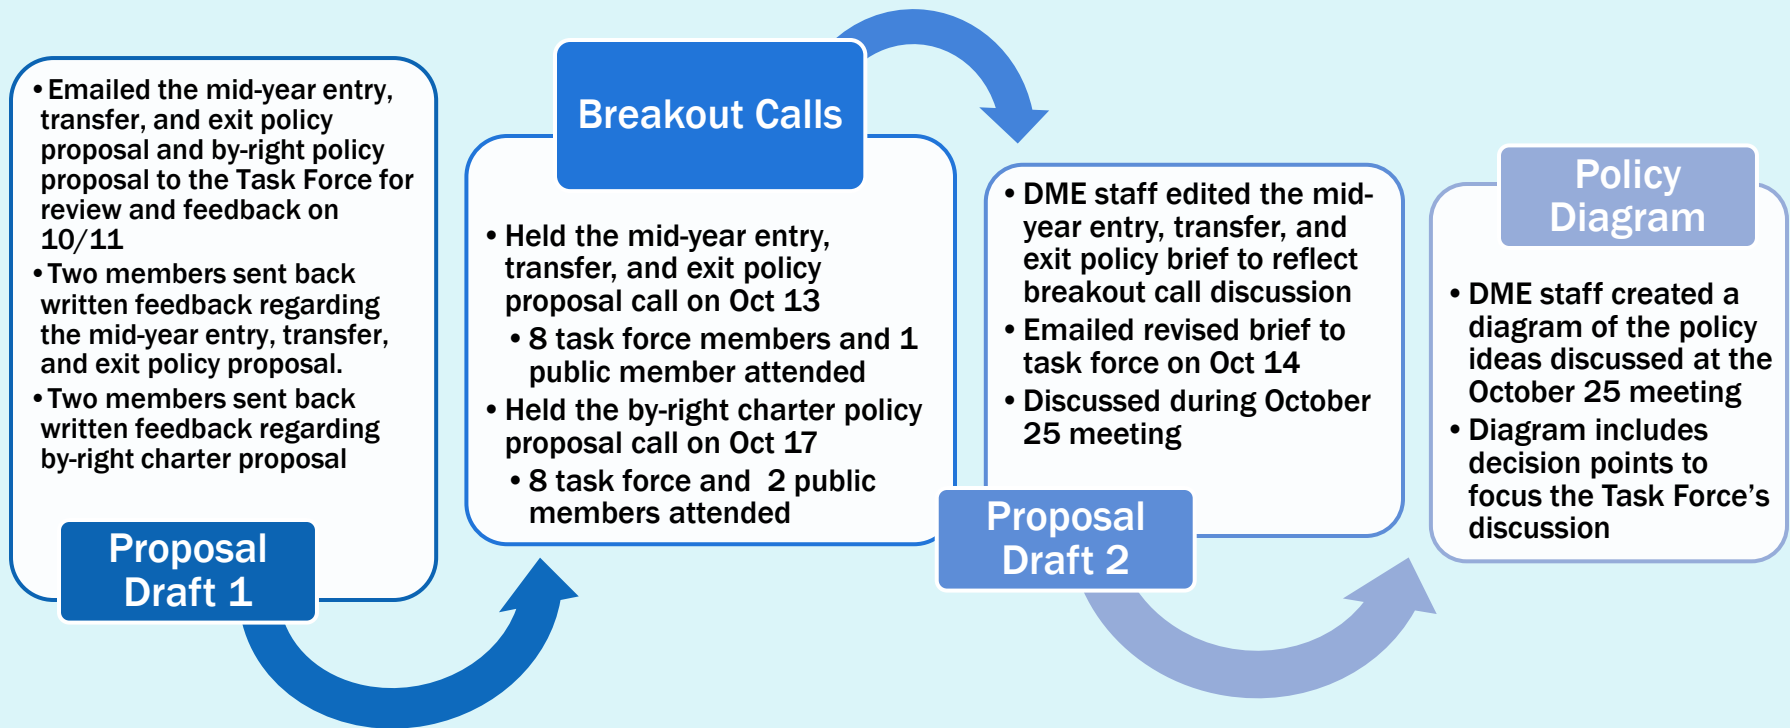 •Emailed the mid-year entry,
transfer, and exit policy
proposal and by-right policy
proposal to the Task Force for
review and feedback on
10/11
•Two members sent back
written feedback regarding
the mid-year entry, transfer,
and exit policy proposal.
•Two members sent back
written feedback regarding
by-right charter proposal
Proposal
Draft 1
Breakout Calls
•Held the mid-year entry,
transfer, and exit policy
proposal call on Oct 13
•8 task force members and 1
public member attended
•Held the by-right charter policy
proposal call on Oct 17
•8 task force and 2 public
members attended
•DME staff edited the mid-
year entry, transfer, and
exit policy brief to reflect
breakout call discussion
•Emailed revised brief to
task force on Oct 14
•Discussed during October
25 meeting
Proposal
Draft 2
Policy
Diagram
•DME staff created a
diagram of the policy
ideas discussed at the
October 25 meeting
•Diagram includes
decision points to
focus the Task Force's
discussion